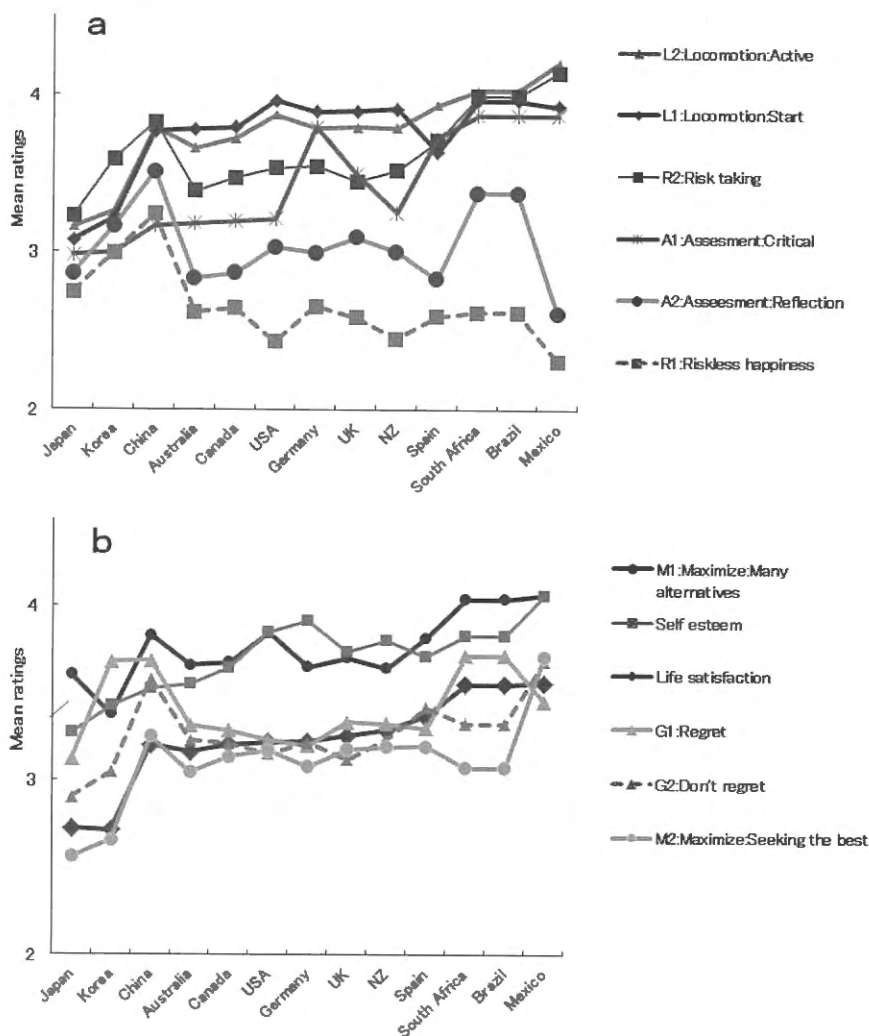 a
L2:Locomotion:Active
L1:Locomotion:Start
R2:Risk taking
A1:Assesment:Critical
A2:Asseesment:Reflection
R1:Riskless happiness
Mean ratings
4
3
2
Japan
Korea
China
Australia
Canada
USA
Germany
UK
NZ
Spain
South Africa
Brazil
Mexico
b
M1:Maximize:Many
alternatives
Self esteem
Life satisfaction
G1:Regret
G2:Don't regret
M2:Maximize:Seeking the best
Mean ratings
4
3
2
Japan
Korea
China
Australia
Canada
USA
Germany
UK
NZ
Spain
South Africa
Brazil
Mexico